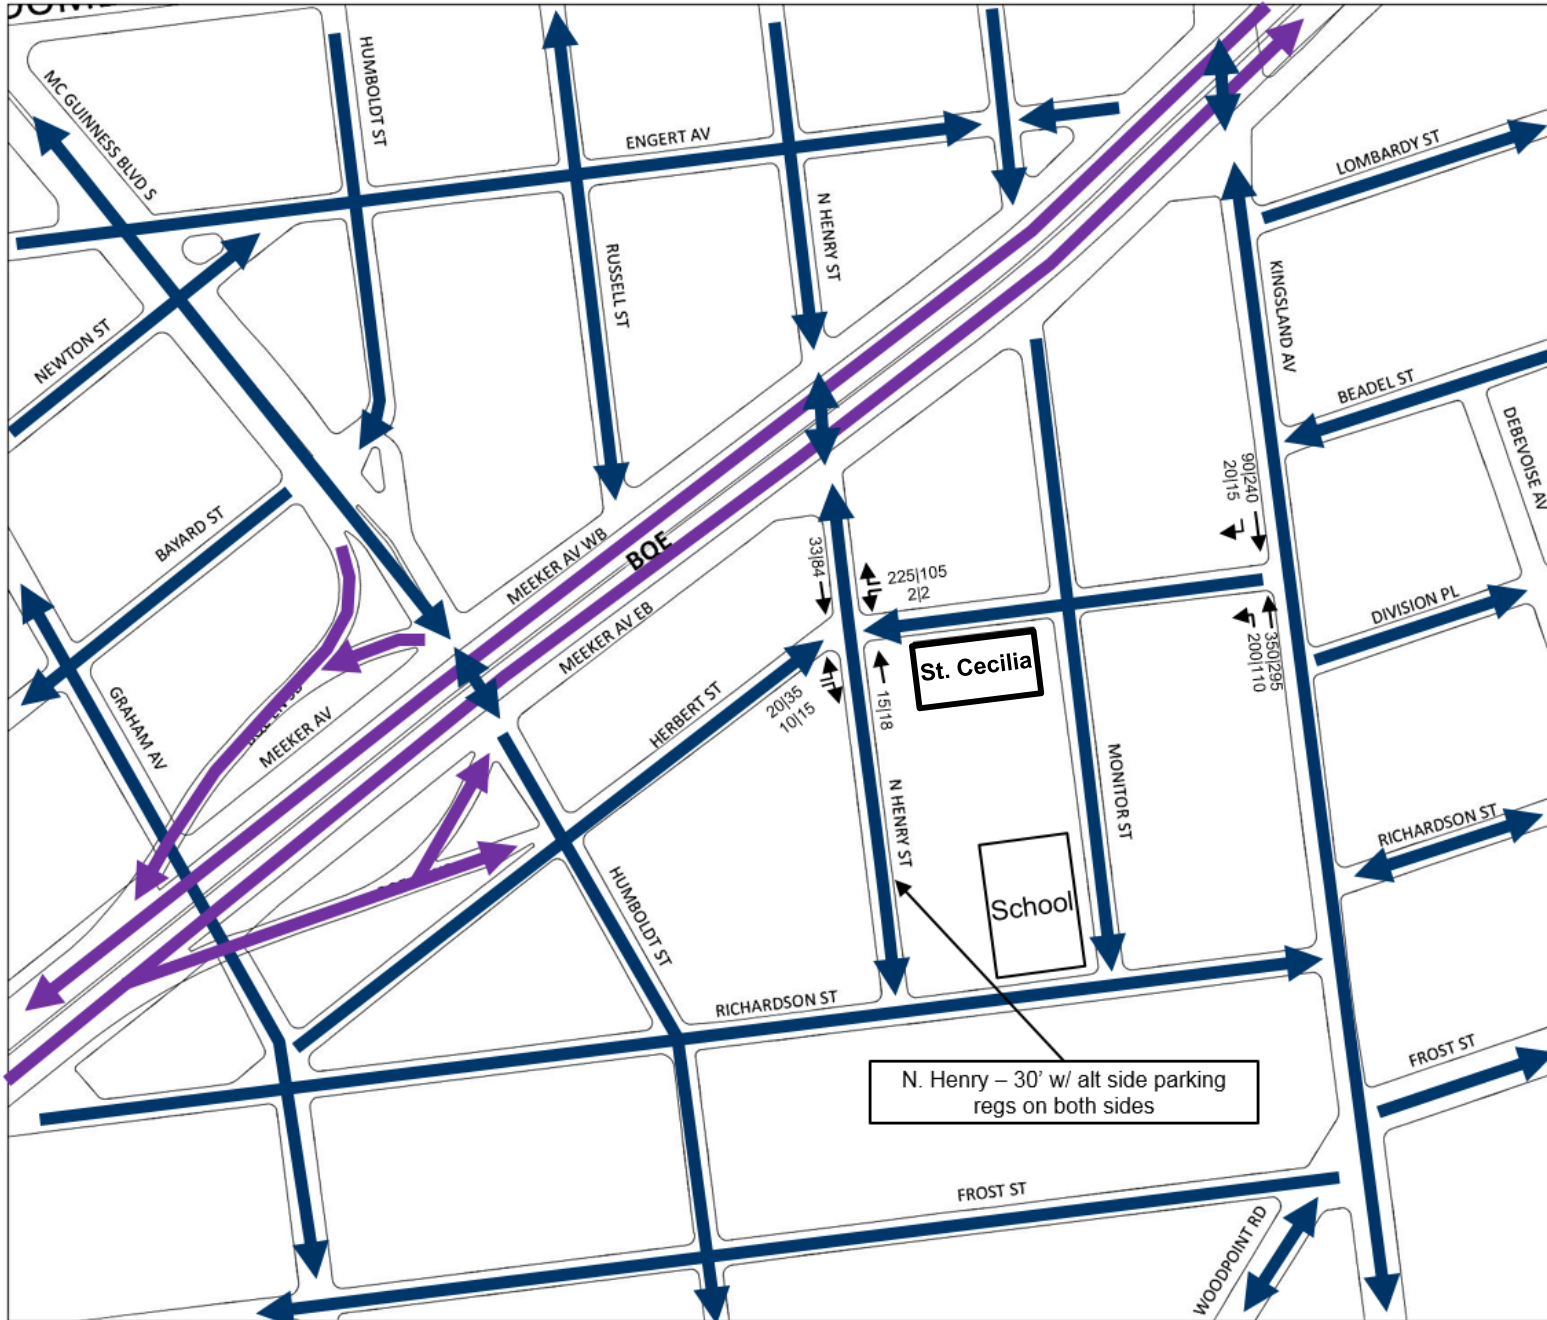 HUMBOLDT ST
MC GUINNESS BLVD S
ENGERT AV
LOMBARDY ST
N HENRY ST
RUSSELL ST
KINGSLAND AV
NEWTON ST
BEADEL ST
DEBEVOISE AV
90|240
20|15
BAYARD ST
MEEKER AV WB
BQE
33|84
225|105
2|2
MEEKER AV EB
DIVISION PL
350|295
200|110
St. Cecilia
HERBERT ST
20|35
10|15
15|18
GRAHAM AV
MEEKER AV
MONITOR ST
N HENRY ST
RICHARDSON ST
HUMBOLDT ST
School
RICHARDSON ST
FROST ST
N. Henry – 30' w/ alt side parking
regs on both sides
FROST ST
WOODPOINT RD